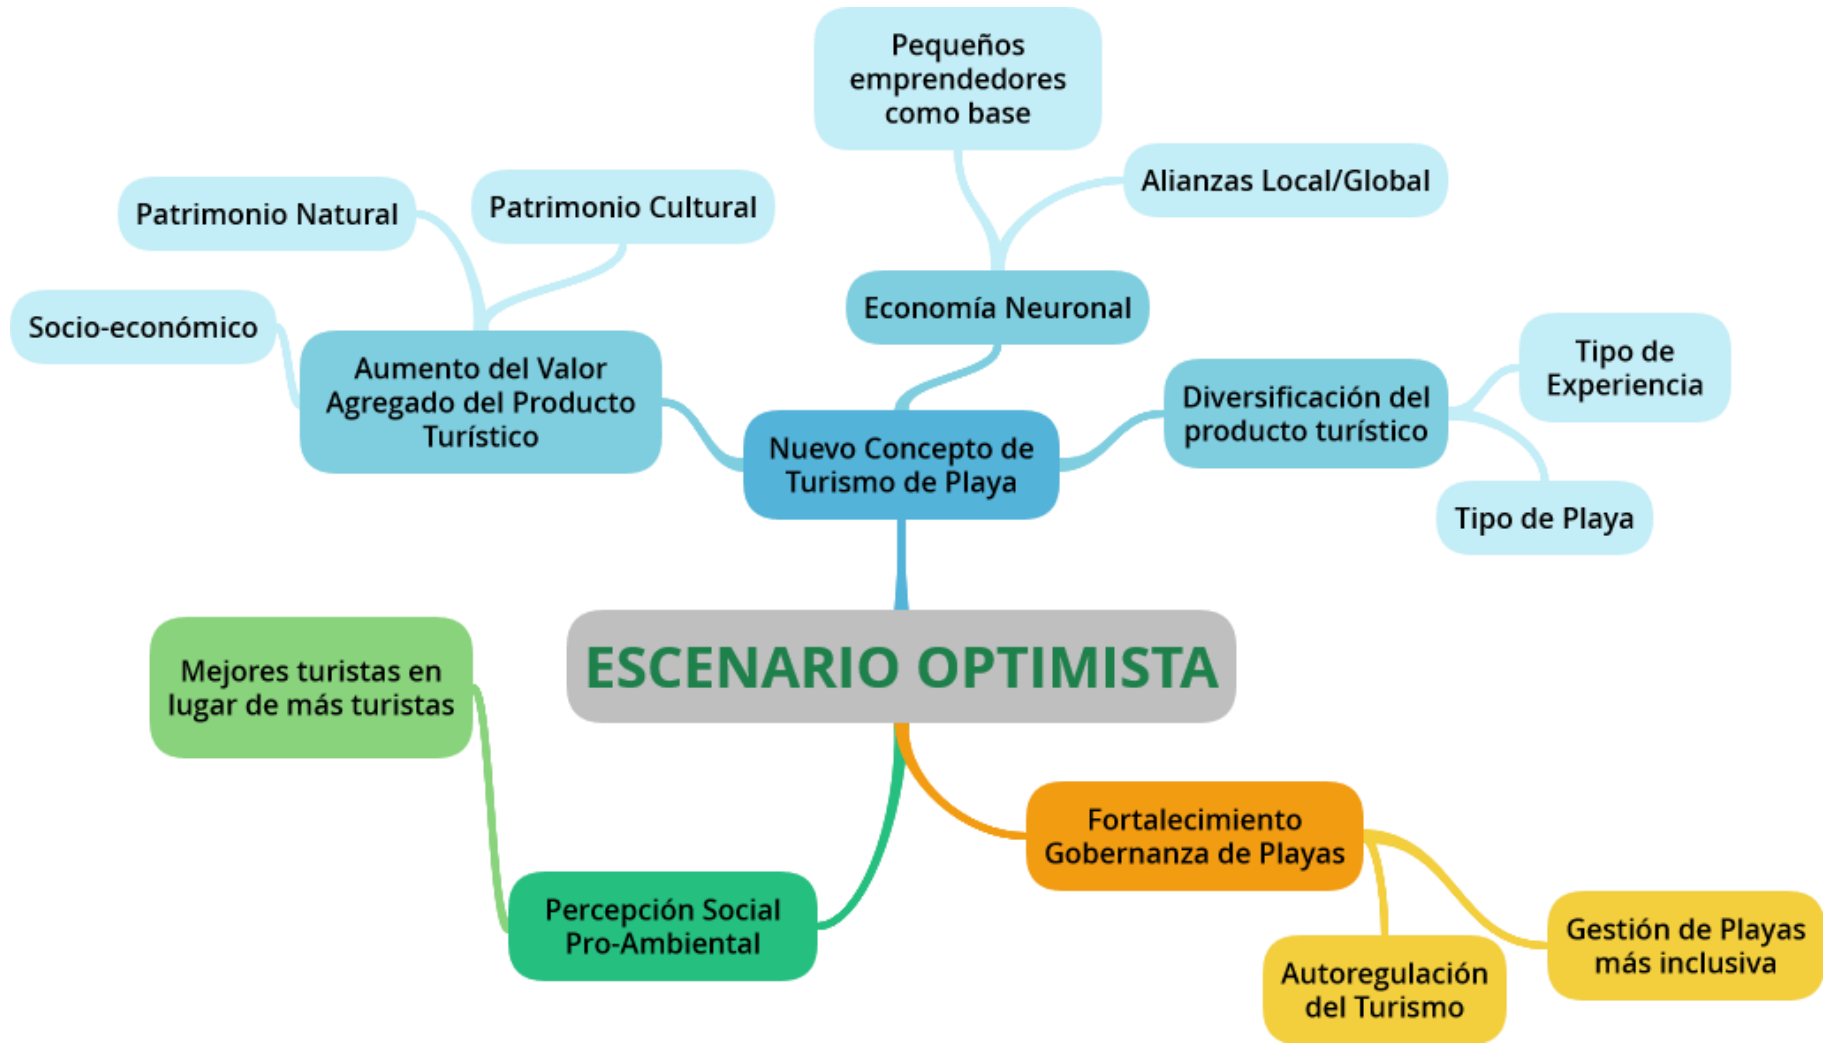 Pequeños
emprendedores
como base
Alianzas Local/Global
Patrimonio Natural
Patrimonio Cultural
Socio-económico
Economía Neuronal
Aumento del Valor
Agregado del Producto
Turístico
Diversificación del
producto turístico
Tipo de
Experiencia
Tipo de Playa
Nuevo Concepto de
Turismo de Playa
ESCENARIO OPTIMISTA
Mejores turistas en
lugar de más turistas
Percepción Social
Pro-Ambiental
Fortalecimiento
Gobernanza de Playas
Autoregulación
del Turismo
Gestión de Playas
más inclusiva